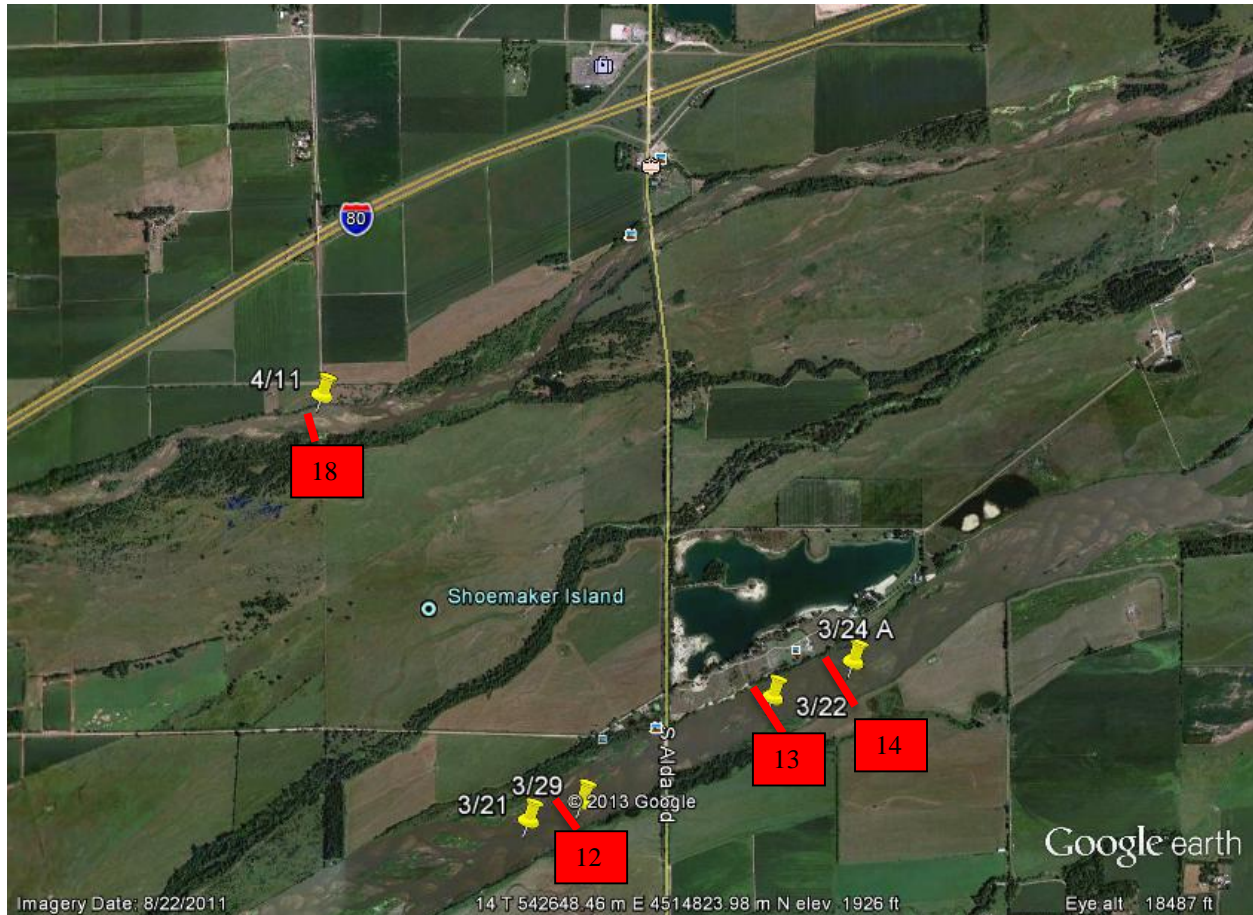 80
4/11
18
Shoemaker Island
3/24 A
3/22
14
13
S Alda Rd
3/29
3/21
© 2013 Google
12
Google earth
Imagery Date: 8/22/2011
14 T 542648.46 m E 4514823.98 m N elev 1926 ft
Eye alt 18487 ft